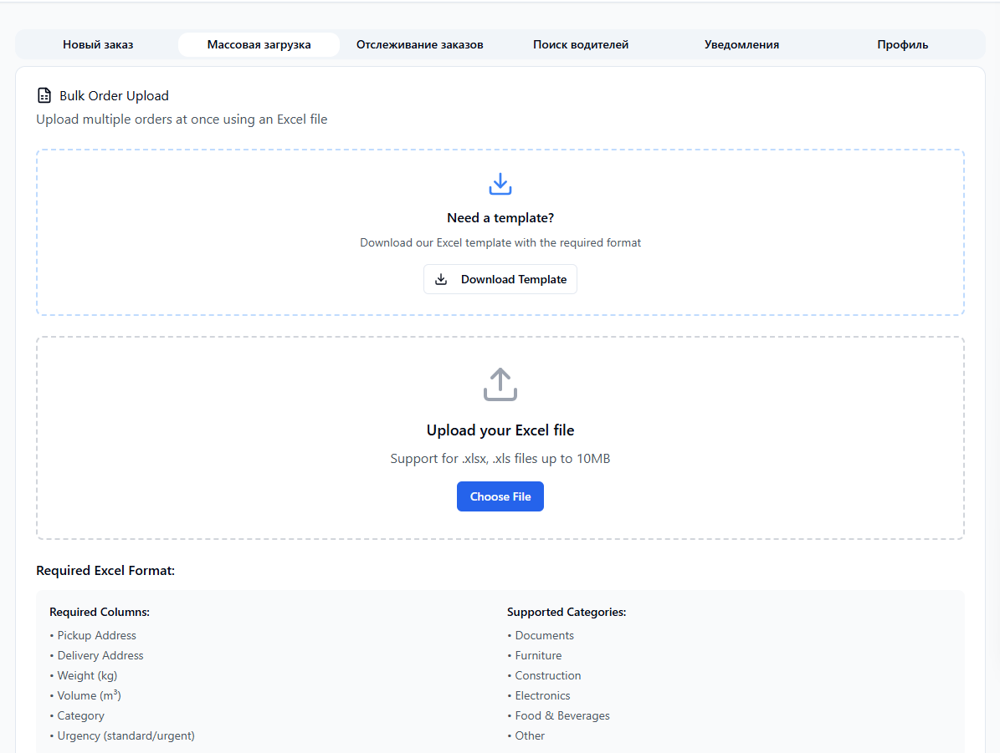 Новый заказ
Массовая загрузка
Отслеживание заказов
Поиск водителей
Уведомления
Профиль
Bulk Order Upload
Upload multiple orders at once using an Excel file
Need a template?
Download our Excel template with the required format
Download Template
Upload your Excel file
Support for .xlsx, .xls files up to 10MB
Choose File
Required Excel Format:
Required Columns:
• Pickup Address
• Delivery Address
• Weight (kg)
• Volume (m³)
• Category
• Urgency (standard/urgent)
Supported Categories:
• Documents
• Furniture
• Construction
• Electronics
• Food & Beverages
• Other